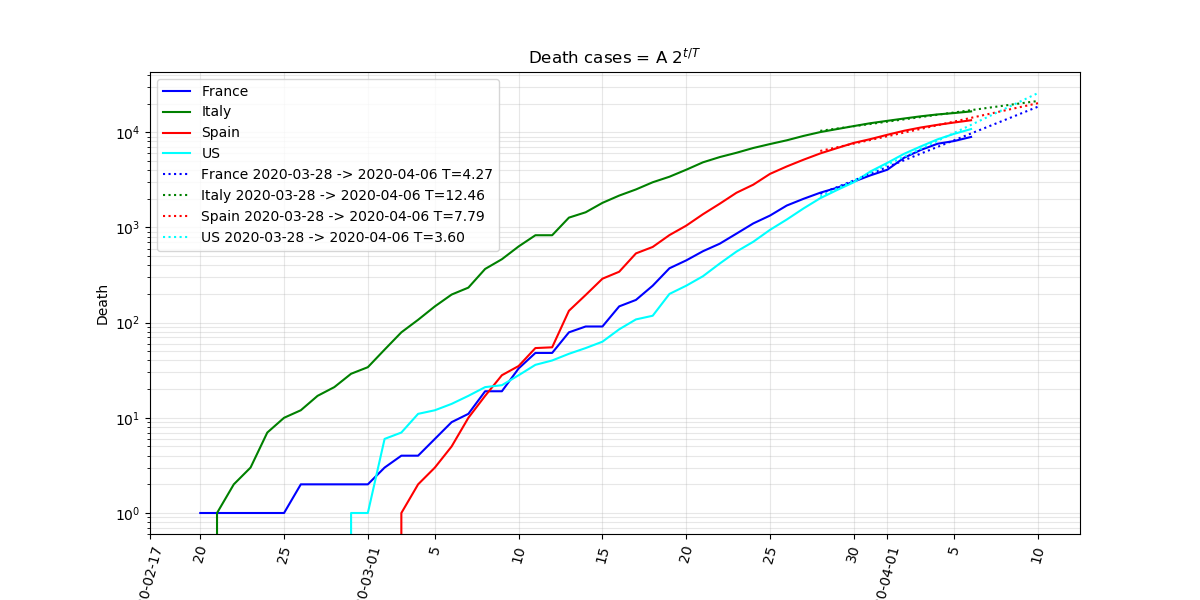 Death cases = A 2^{t/T}
France
Italy
Spain
US
France 2020-03-28 -> 2020-04-06 T=4.27
Italy 2020-03-28 -> 2020-04-06 T=12.46
Spain 2020-03-28 -> 2020-04-06 T=7.79
US 2020-03-28 -> 2020-04-06 T=3.60
Death
10^4
10^3
10^2
10^1
10^0
0-02-17
20
25
0-03-01
5
10
15
20
25
30
0-04-01
5
10